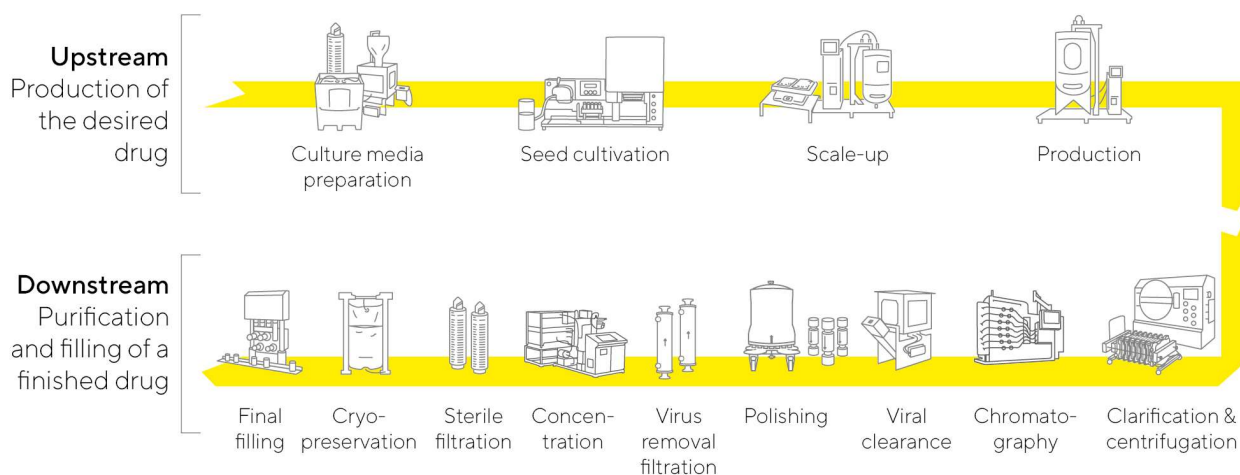 Upstream
Production of
the desired
drug
Culture media
preparation
Seed cultivation
Scale-up
Production
Downstream
Purification
and filling of a
finished drug
Final
filling
Cryo-
preservation
Sterile
filtration
Concen-
tration
Virus
removal
filtration
Polishing
Viral
clearance
Chromato-
graphy
Clarification &
centrifugation